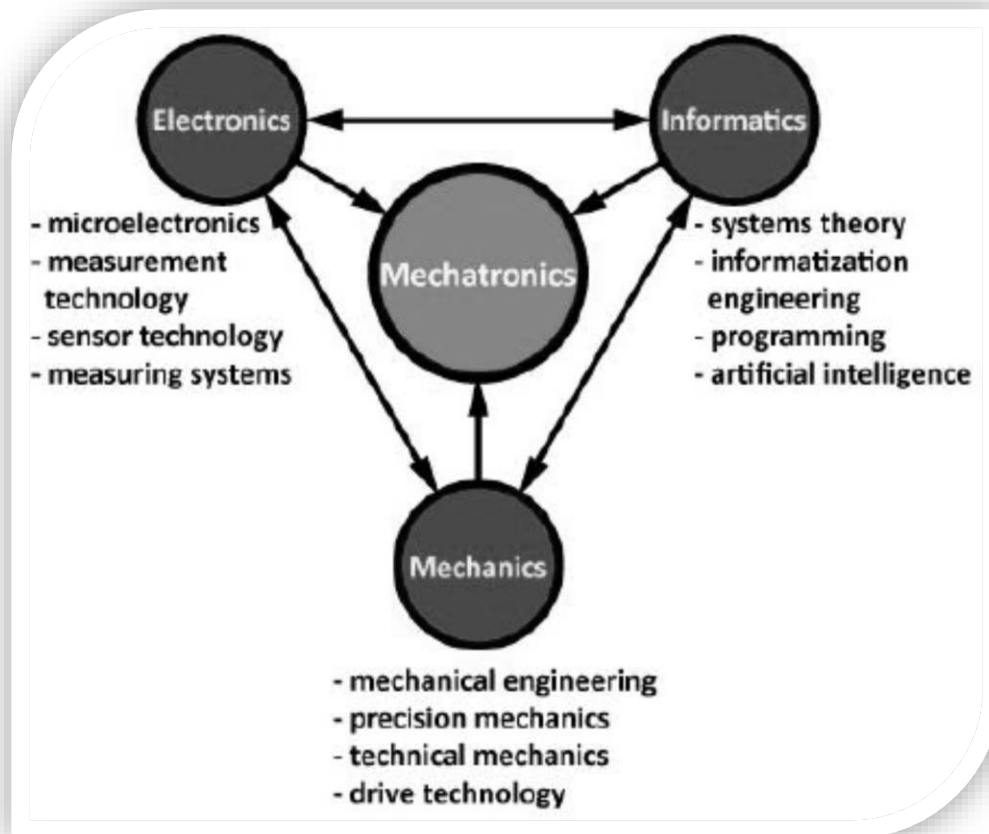 Electronics
Informatics
Mechatronics
- microelectronics
- measurement
technology
- sensor technology
- measuring systems
- systems theory
- informatization
engineering
- programming
- artificial intelligence
Mechanics
- mechanical engineering
- precision mechanics
- technical mechanics
- drive technology